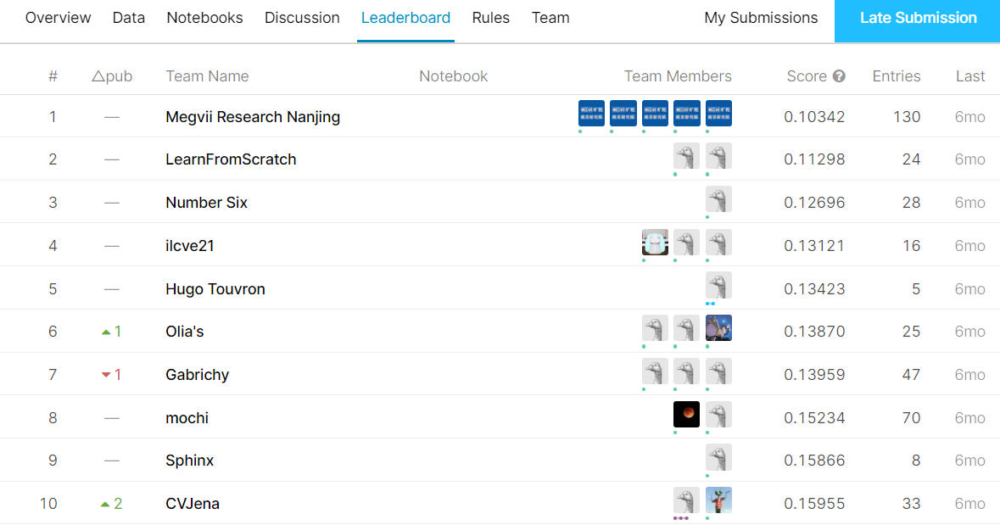 Overview Data Notebooks Discussion Leaderboard Rules Team My Submissions Late Submission
# △pub Team Name Notebook Team Members Score ? Entries Last
1 — Megvii Research Nanjing 0.10342 130 6mo
2 — LearnFromScratch 0.11298 24 6mo
3 — Number Six 0.12696 28 6mo
4 — ilcve21 0.13121 16 6mo
5 — Hugo Touvron 0.13423 5 6mo
6 ▲1 Olia's 0.13870 25 6mo
7 ▼1 Gabrichy 0.13959 47 6mo
8 — mochi 0.15234 70 6mo
9 — Sphinx 0.15866 8 6mo
10 ▲2 CVJena 0.15955 33 6mo